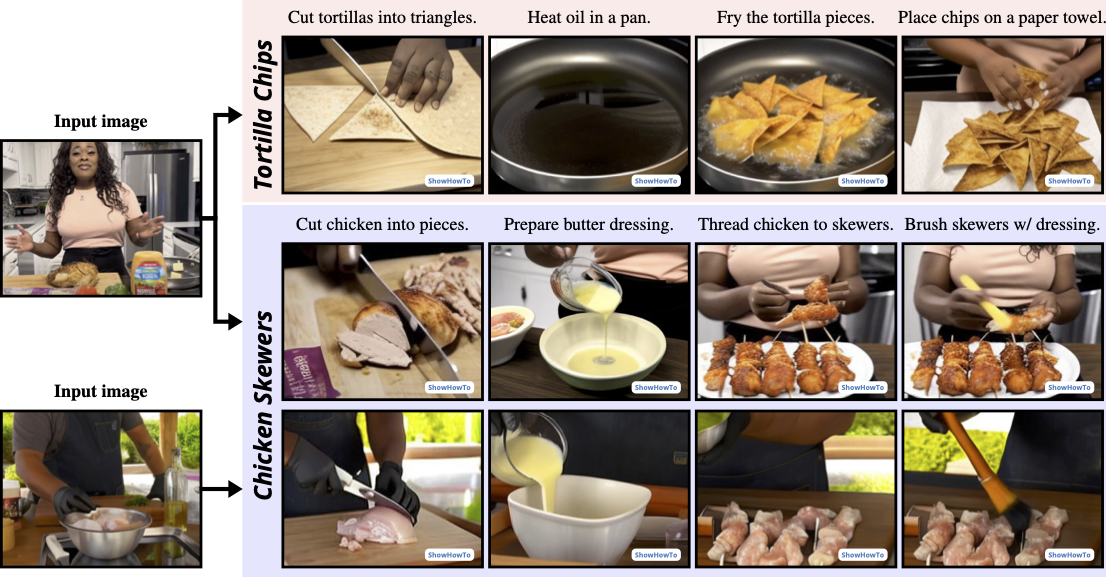 Cut tortillas into triangles.
Heat oil in a pan.
Fry the tortilla pieces.
Place chips on a paper towel.
Tortilla Chips
Input image
ShowHowTo
ShowHowTo
ShowHowTo
ShowHowTo
Cut chicken into pieces.
Prepare butter dressing.
Thread chicken to skewers.
Brush skewers w/ dressing.
Chicken Skewers
ShowHowTo
ShowHowTo
ShowHowTo
ShowHowTo
Input image
ShowHowTo
ShowHowTo
ShowHowTo
ShowHowTo